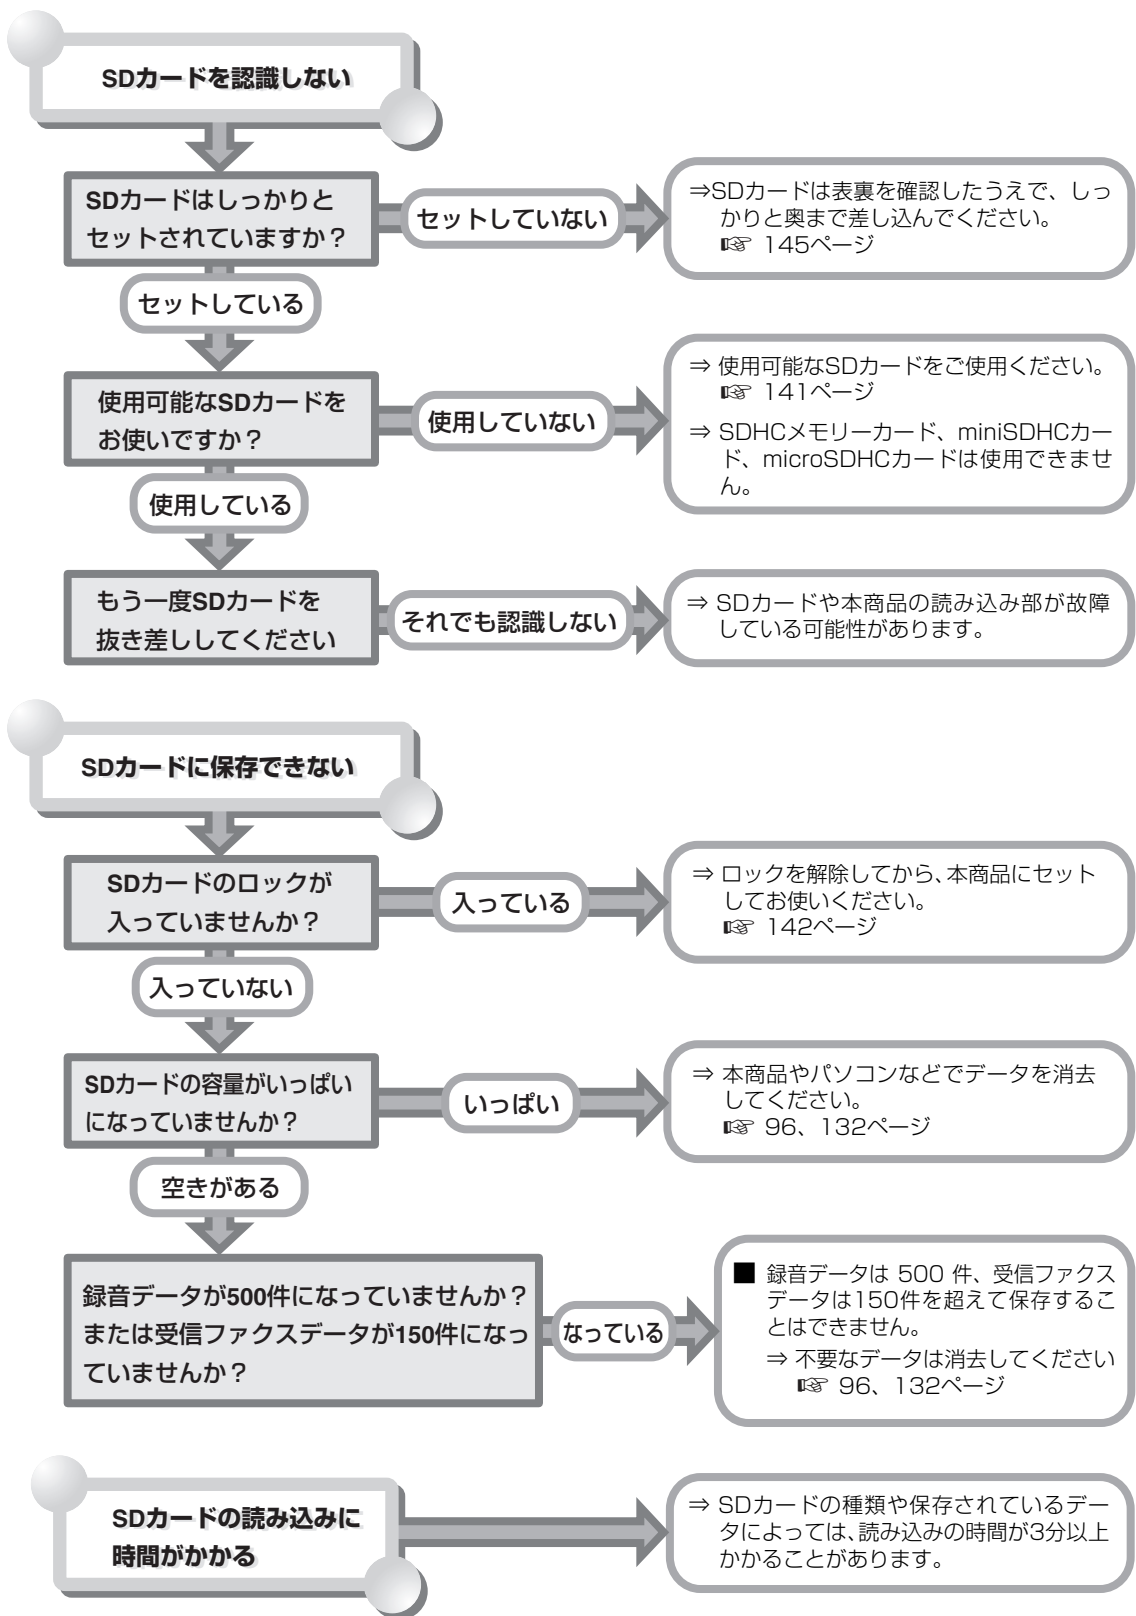 SDカードを認識しない
SDカードはしっかりと
セットされていますか？
セットしていない
⇒SDカードは表裏を確認したうえで、しっ
かりと奥まで差し込んでください。
☞ 145ページ
セットしている
使用可能なSDカードを
お使いですか？
使用していない
⇒ 使用可能なSDカードをご使用ください。
☞ 141ページ
⇒ SDHCメモリーカード、miniSDHCカー
ド、microSDHCカードは使用できませ
ん。
使用している
もう一度SDカードを
抜き差ししてください
それでも認識しない
⇒ SDカードや本商品の読み込み部が故障
している可能性があります。
SDカードに保存できない
SDカードのロックが
入っていませんか？
入っている
⇒ ロックを解除してから、本商品にセット
してお使いください。
☞ 142ページ
入っていない
SDカードの容量がいっぱい
になっていませんか？
いっぱい
⇒ 本商品やパソコンなどでデータを消去
してください。
☞ 96、132ページ
空きがある
録音データが500件になっていませんか？
または受信ファクスデータが150件になっ
ていませんか？
なっている
■ 録音データは 500 件、受信ファクス
データは150件を超えて保存するこ
とはできません。
⇒ 不要なデータは消去してください
☞ 96、132ページ
SDカードの読み込みに
時間がかかる
⇒ SDカードの種類や保存されているデー
タによっては、読み込みの時間が3分以上
かかることがあります。